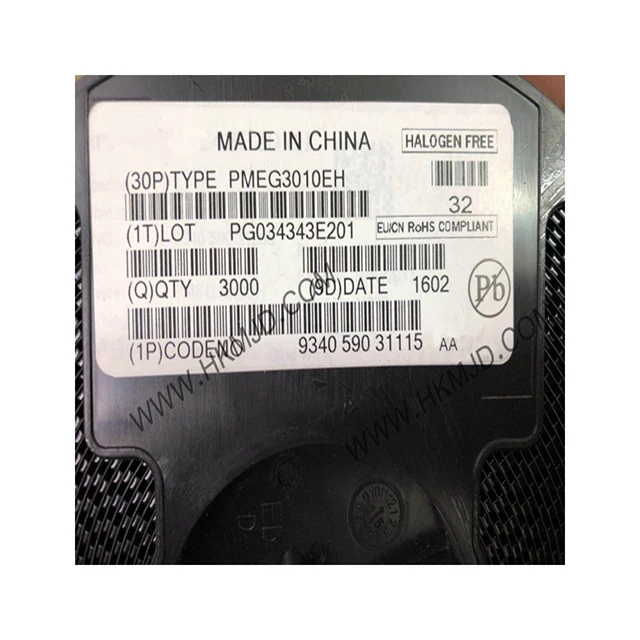 MADE IN CHINA
HALOGEN FREE
(30P)TYPE PMEG3010EH
32
(1T)LOT PG034343E201
EU/CN RoHS COMPLIANT
(Q)QTY 3000 (9D)DATE 1602
Pb
(1P)CODENO 9340 590 31115 AA
WWW.HKMJD.COM
WWW.HKMJD.COM